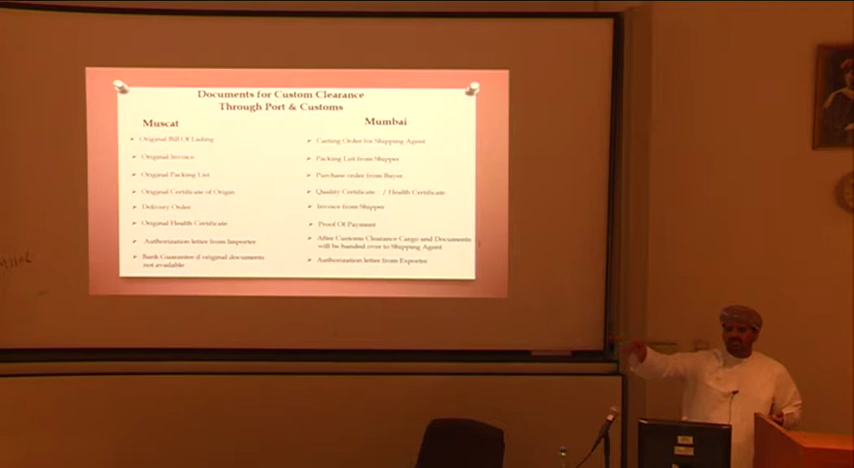 Documents for Custom Clearance
Through Port & Customs
Muscat
Original Bill Of Lading
Original Invoice
Original Packing List
Original Certificate of Origin
Delivery Order
Original Health Certificate
Authorization letter from Importer
Bank Guarantee if original documents
not available
Mumbai
Carting Order for Shipping Agent
Packing List from Shipper
Purchase order from Buyer
Quality Certificate / Health Certificate
Invoice from Shipper
Proof Of Payment
After Customs Clearance Cargo and Documents
will be handed over to Shipping Agent
Authorization letter from Exporter